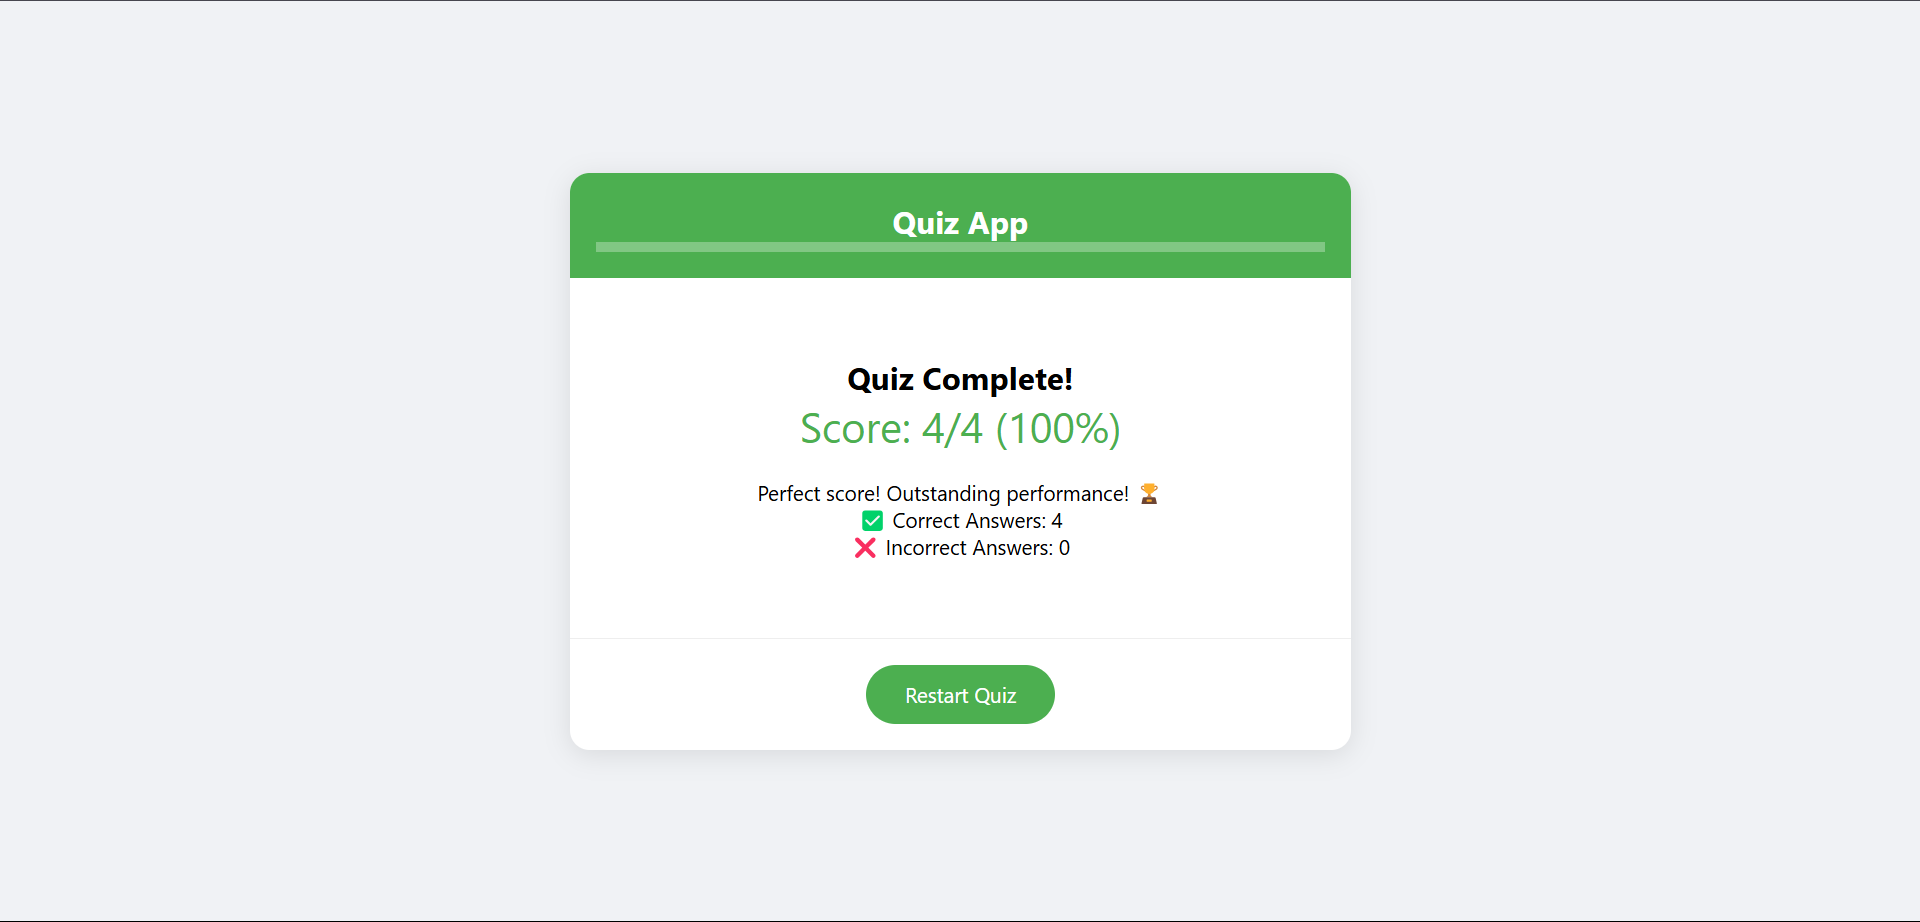 Quiz App
Quiz Complete!
Score: 4/4 (100%)
Perfect score! Outstanding performance! 🏆
✅ Correct Answers: 4
❌ Incorrect Answers: 0
Restart Quiz